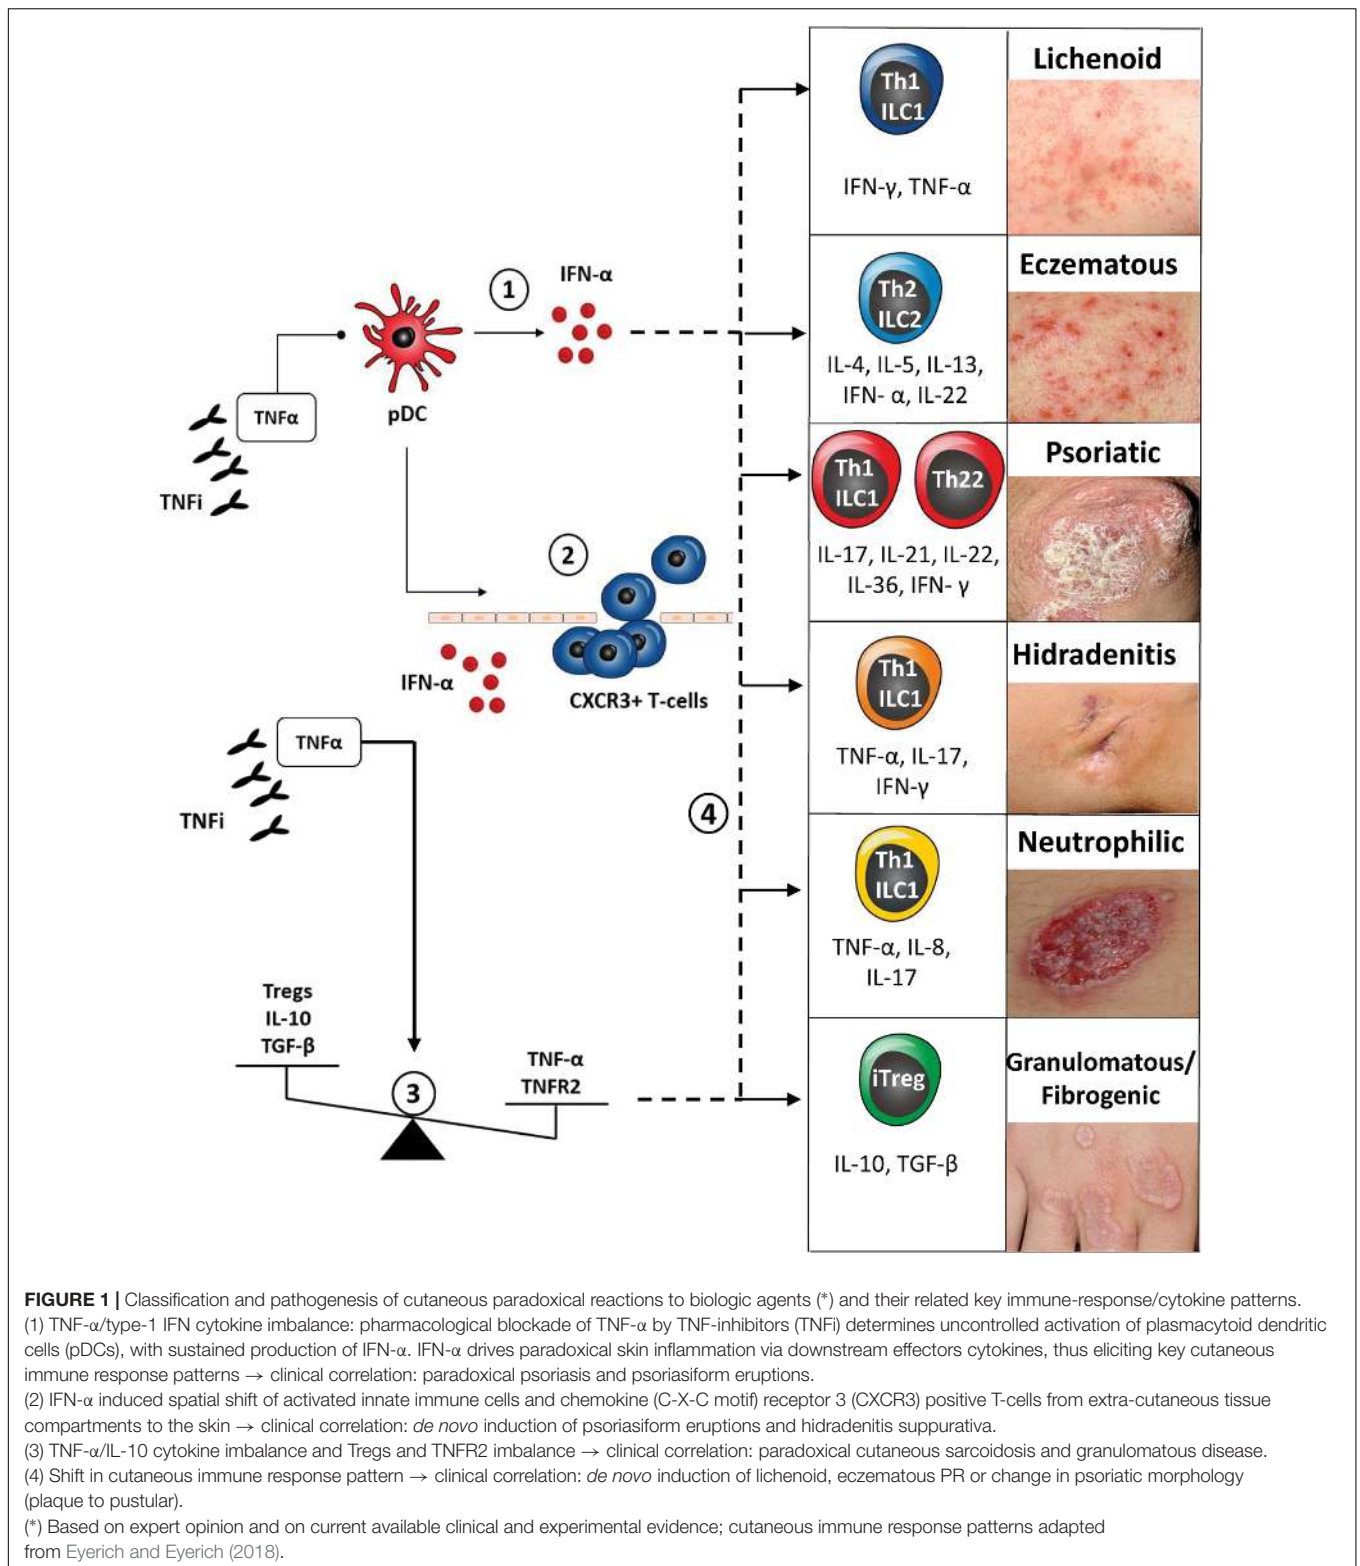 Lichenoid
Th1
ILC1
IFN-γ, TNF-α
Eczematous
Th2
ILC2
IL-4, IL-5, IL-13,
IFN- α, IL-22
Psoriatic
Th1
ILC1
Th22
IL-17, IL-21, IL-22,
IL-36, IFN- γ
Hidradenitis
Th1
ILC1
TNF-α, IL-17,
IFN-γ
Neutrophilic
Th1
ILC1
TNF-α, IL-8,
IL-17
Granulomatous/
Fibrogenic
iTreg
IL-10, TGF-β
1
IFN-α
pDC
TNFα
TNFi
2
IFN-α
CXCR3+ T-cells
TNFα
TNFi
4
Tregs
IL-10
TGF-β
3
TNF-α
TNFR2
FIGURE 1 | Classification and pathogenesis of cutaneous paradoxical reactions to biologic agents (*) and their related key immune-response/cytokine patterns.
(1) TNF-α/type-1 IFN cytokine imbalance: pharmacological blockade of TNF-α by TNF-inhibitors (TNFi) determines uncontrolled activation of plasmacytoid dendritic
cells (pDCs), with sustained production of IFN-α. IFN-α drives paradoxical skin inflammation via downstream effectors cytokines, thus eliciting key cutaneous
immune response patterns → clinical correlation: paradoxical psoriasis and psoriasiform eruptions.
(2) IFN-α induced spatial shift of activated innate immune cells and chemokine (C-X-C motif) receptor 3 (CXCR3) positive T-cells from extra-cutaneous tissue
compartments to the skin → clinical correlation: de novo induction of psoriasiform eruptions and hidradenitis suppurativa.
(3) TNF-α/IL-10 cytokine imbalance and Tregs and TNFR2 imbalance → clinical correlation: paradoxical cutaneous sarcoidosis and granulomatous disease.
(4) Shift in cutaneous immune response pattern → clinical correlation: de novo induction of lichenoid, eczematous PR or change in psoriatic morphology
(plaque to pustular).
(*) Based on expert opinion and on current available clinical and experimental evidence; cutaneous immune response patterns adapted
from Eyerich and Eyerich (2018).